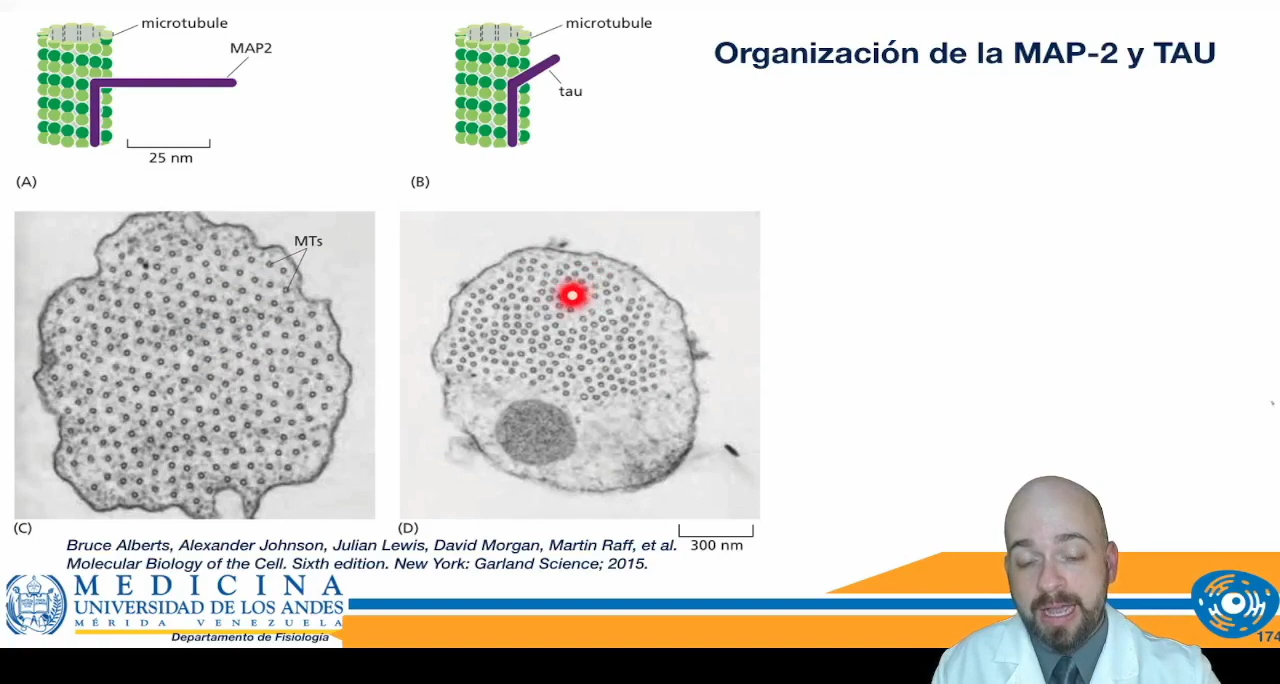 Organización de la MAP-2 y TAU
microtubule
MAP2
25 nm
(A)
microtubule
tau
(B)
MTs
(C)
(D)
300 nm
Bruce Alberts, Alexander Johnson, Julian Lewis, David Morgan, Martin Raff, et al.
Molecular Biology of the Cell. Sixth edition. New York: Garland Science; 2015.
MEDICINA
UNIVERSIDAD DE LOS ANDES
MÉRIDA VENEZUELA
Departamento de Fisiología
174